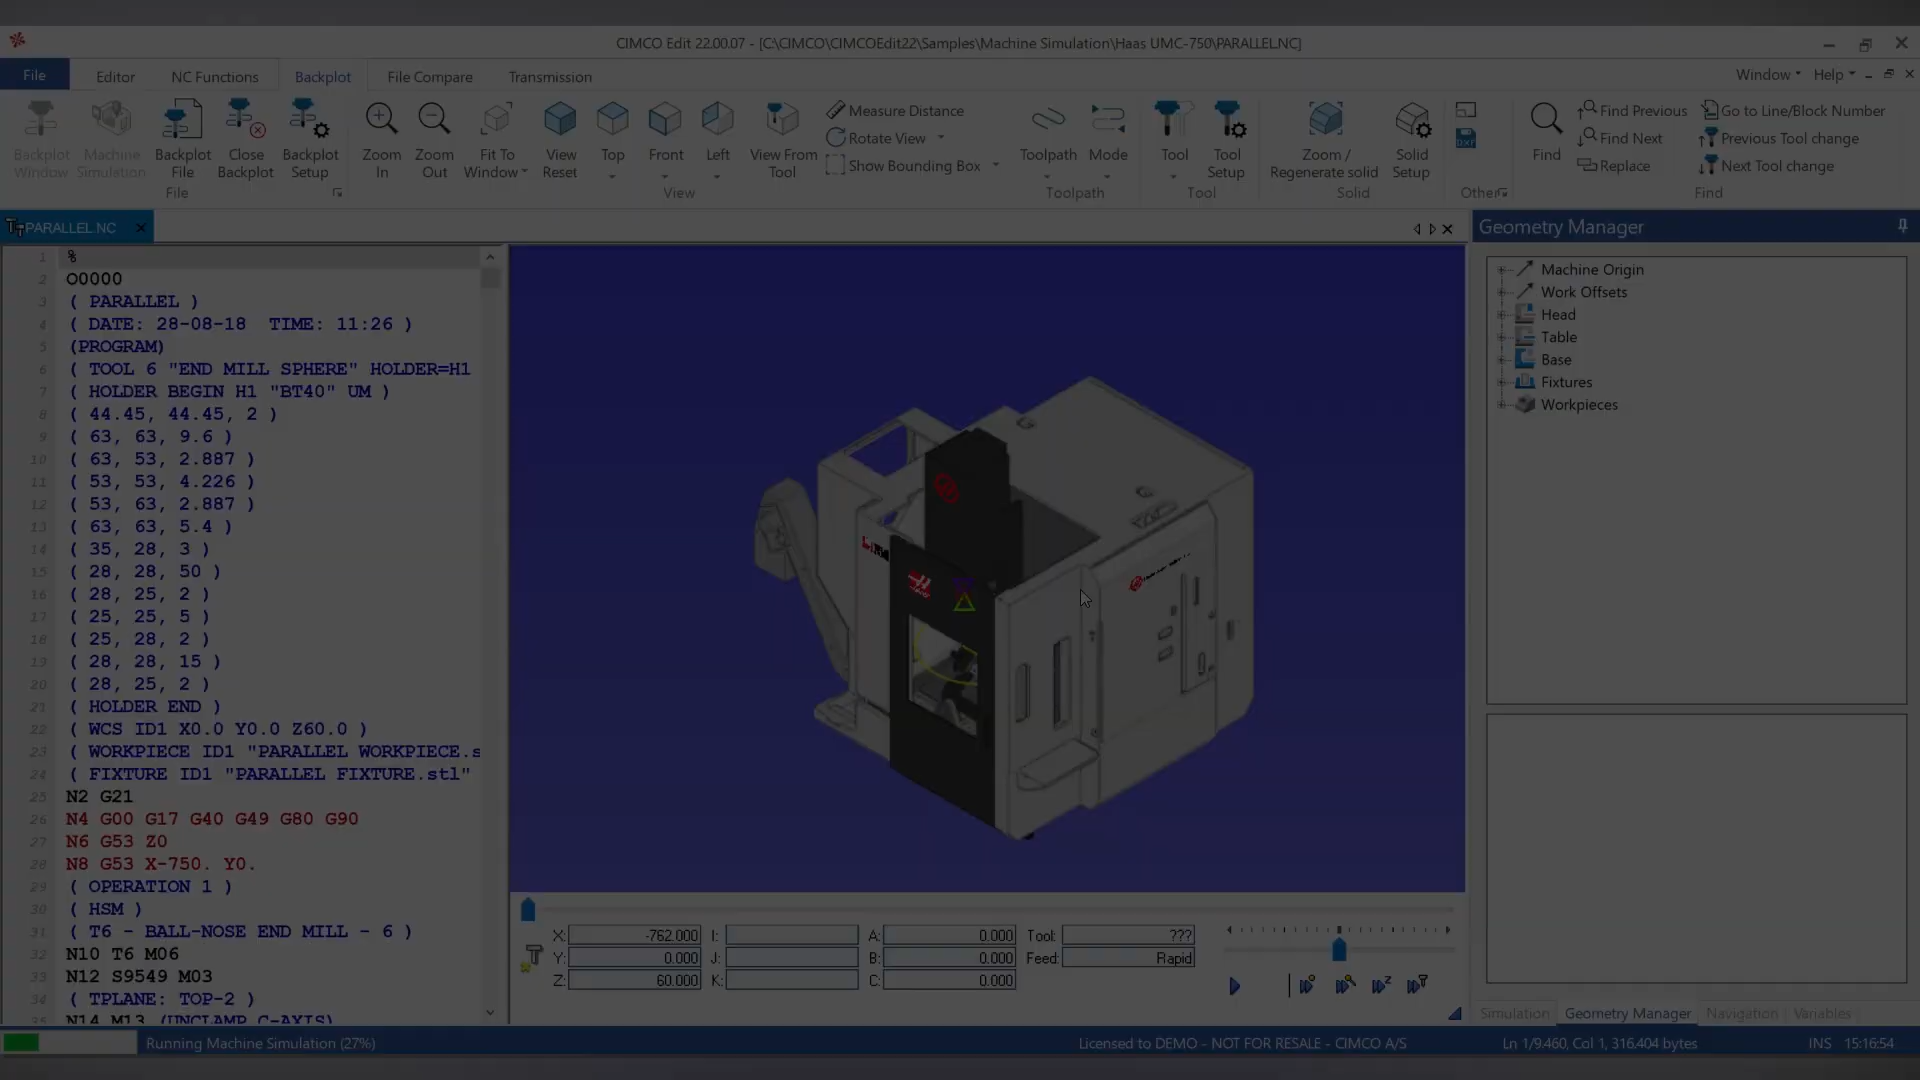 CIMCO Edit 22.00.07 - [C:\CIMCO\CIMCOEdit22\Samples\Machine Simulation\Haas UMC-750\PARALLEL.NC]
File Editor NC Functions Backplot File Compare Transmission Window Help
Backplot Window
Machine Simulation
Backplot File
Close Backplot
Backplot Setup
File
Zoom In
Zoom Out
Fit To Window
View Reset
Top
Front
Left
View From Tool
Measure Distance
Rotate View
Show Bounding Box
View
Toolpath
Mode
Toolpath
Tool
Tool Setup
Tool
Zoom / Regenerate solid
Solid Setup
Solid
DXF
Other
Find
Find Previous
Find Next
Replace
Go to Line/Block Number
Previous Tool change
Next Tool change
Find
PARALLEL.NC
1 %
2 O0000
3 ( PARALLEL )
4 ( DATE: 28-08-18 TIME: 11:26 )
5 (PROGRAM)
6 ( TOOL 6 "END MILL SPHERE" HOLDER=H1
7 ( HOLDER BEGIN H1 "BT40" UM )
8 ( 44.45, 44.45, 2 )
9 ( 63, 63, 9.6 )
10 ( 63, 53, 2.887 )
11 ( 53, 53, 4.226 )
12 ( 53, 63, 2.887 )
13 ( 63, 63, 5.4 )
14 ( 35, 28, 3 )
15 ( 28, 28, 50 )
16 ( 28, 25, 2 )
17 ( 25, 25, 5 )
18 ( 25, 28, 2 )
19 ( 28, 28, 15 )
20 ( 28, 25, 2 )
21 ( HOLDER END )
22 ( WCS ID1 X0.0 Y0.0 Z60.0 )
23 ( WORKPIECE ID1 "PARALLEL WORKPIECE.s
24 ( FIXTURE ID1 "PARALLEL FIXTURE.stl"
25 N2 G21
26 N4 G00 G17 G40 G49 G80 G90
27 N6 G53 Z0
28 N8 G53 X-750. Y0.
29 ( OPERATION 1 )
30 ( HSM )
31 ( T6 - BALL-NOSE END MILL - 6 )
32 N10 T6 M06
33 N12 S9549 M03
34 ( TPLANE: TOP-2 )
35 N14 M13 (UNCLAMP C-AXIS)
X: -762.000 I: A: 0.000 Tool: ???
Y: 0.000 J: B: 0.000 Feed: Rapid
Z: 60.000 K: C: 0.000
Geometry Manager
Machine Origin
Work Offsets
Head
Table
Base
Fixtures
Workpieces
Simulation Geometry Manager Navigation Variables
Running Machine Simulation (27%) Licensed to DEMO - NOT FOR RESALE - CIMCO A/S Ln 1/9.460, Col 1, 316.404 bytes INS 15:16:54